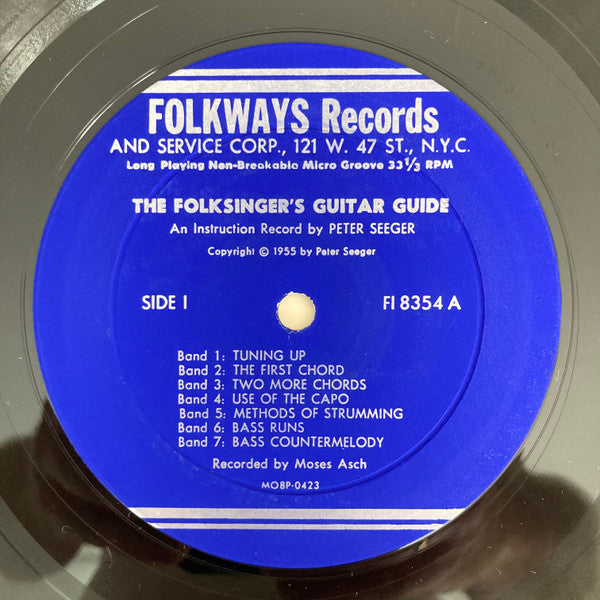 FOLKWAYS Records
AND SERVICE CORP., 121 W. 47 ST., N.Y.C.
Long Playing Non-Breakable Micro Groove 33 1/3 RPM
THE FOLKSINGER'S GUITAR GUIDE
An Instruction Record by PETER SEEGER
Copyright © 1955 by Peter Seeger
SIDE I FI 8354 A
Band 1: TUNING UP
Band 2: THE FIRST CHORD
Band 3: TWO MORE CHORDS
Band 4: USE OF THE CAPO
Band 5: METHODS OF STRUMMING
Band 6: BASS RUNS
Band 7: BASS COUNTERMELODY
Recorded by Moses Asch
MO8P-0423